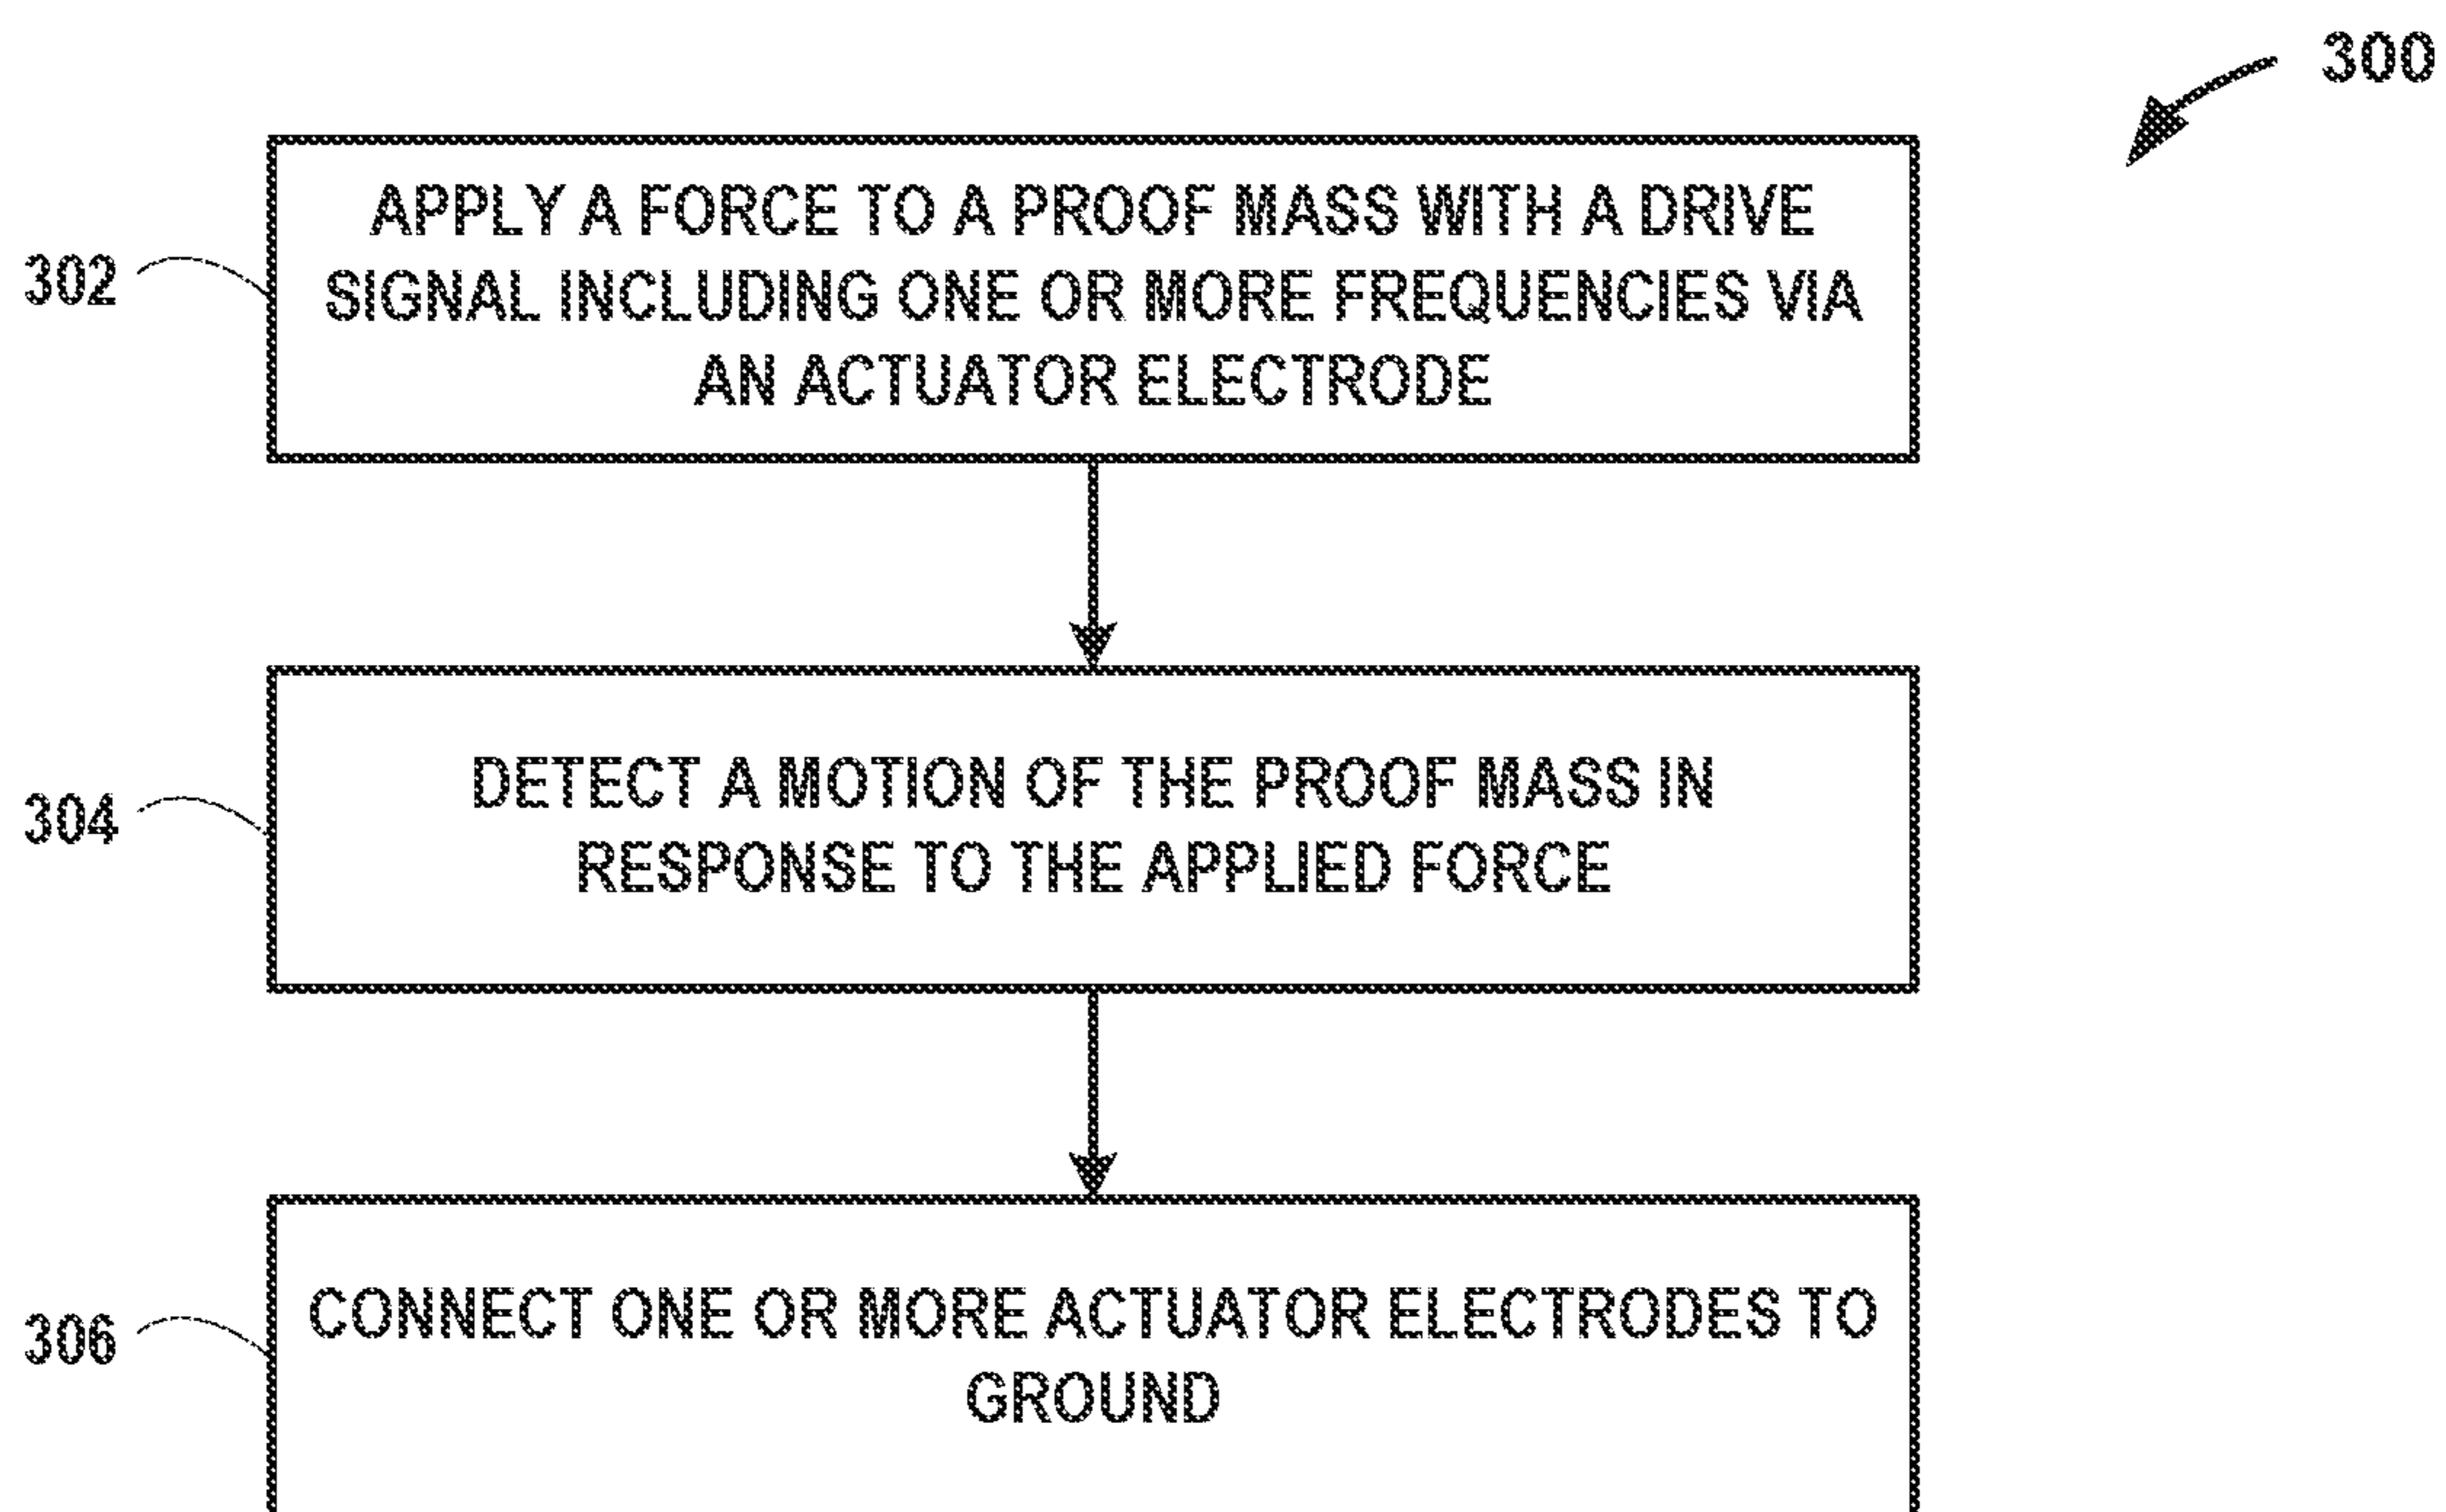 300
302
APPLY A FORCE TO A PROOF MASS WITH A DRIVE
SIGNAL INCLUDING ONE OR MORE FREQUENCIES VIA
AN ACTUATOR ELECTRODE
304
DETECT A MOTION OF THE PROOF MASS IN
RESPONSE TO THE APPLIED FORCE
306
CONNECT ONE OR MORE ACTUATOR ELECTRODES TO
GROUND